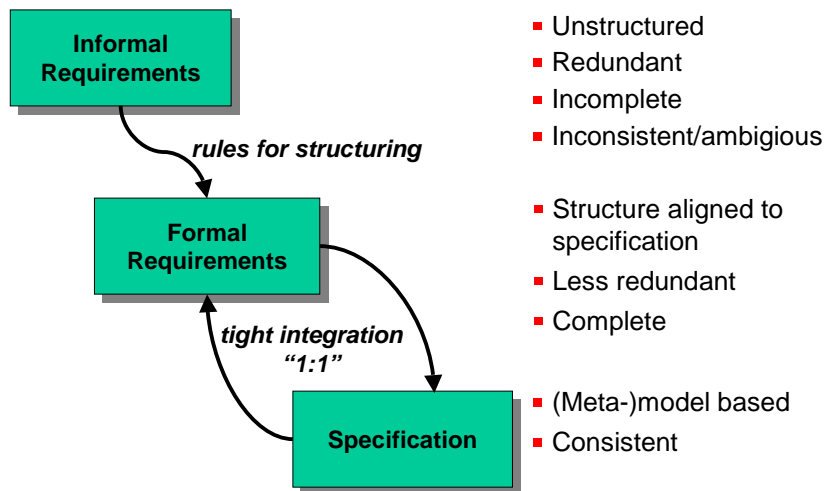 Informal
Requirements
Unstructured
Redundant
Incomplete
Inconsistent/ambigious
rules for structuring
Formal
Requirements
Structure aligned to
specification
Less redundant
Complete
tight integration
“1:1”
Specification
(Meta-)model based
Consistent